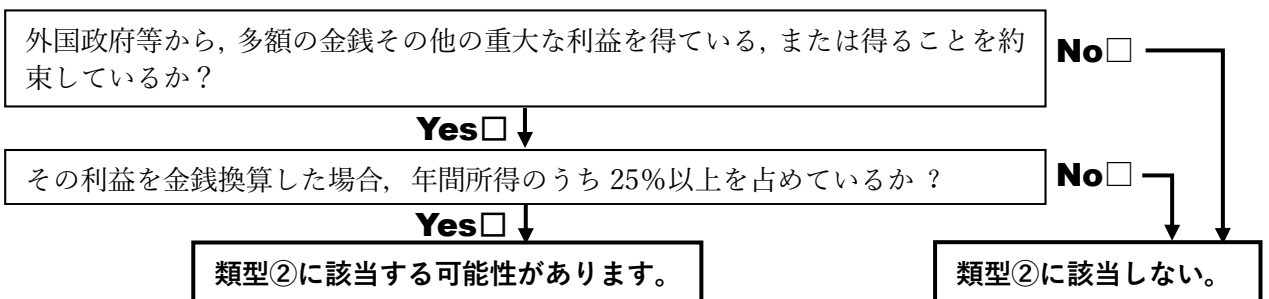 外国政府等から, 多額の金銭その他の重大な利益を得ている, または得ることを約
束しているか？
No□
Yes□
その利益を金銭換算した場合, 年間所得のうち 25%以上を占めているか ？
No□
Yes□
類型②に該当する可能性があります。
類型②に該当しない。